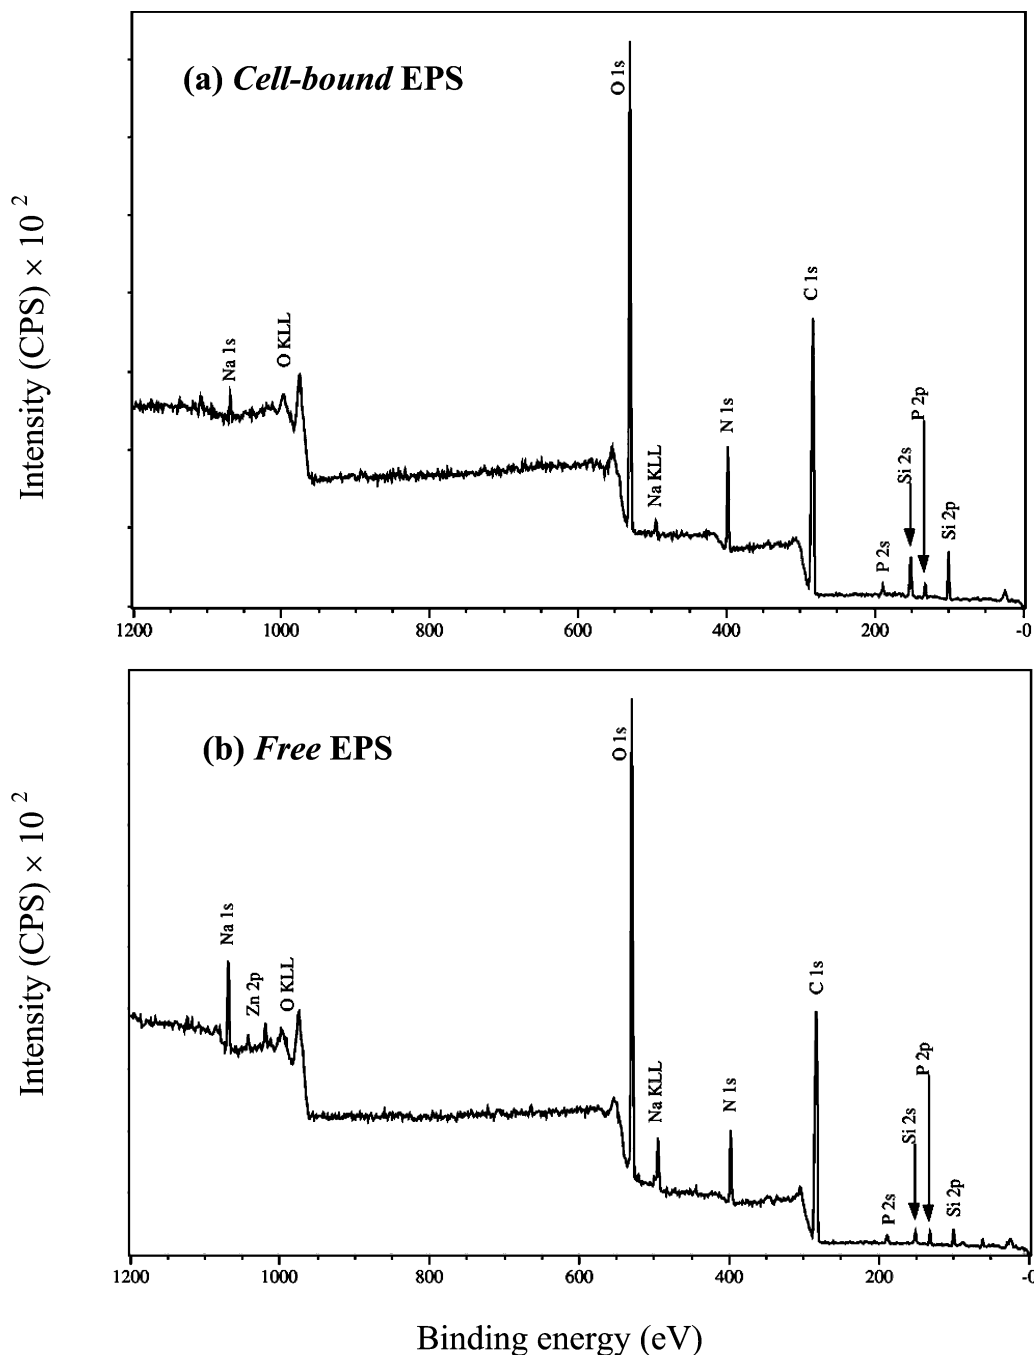 (a) Cell-bound EPS
O 1s
C 1s
Na 1s
O KLL
N 1s
P 2p
Na KLL
Si 2s
Si 2p
P 2s
Intensity (CPS) × 10 2
1200 1000 800 600 400 200 -0
(b) Free EPS
O 1s
Na 1s
Zn 2p
O KLL
C 1s
Na KLL
N 1s
P 2p
Si 2s
Si 2p
P 2s
Intensity (CPS) × 10 2
1200 1000 800 600 400 200 -0
Binding energy (eV)